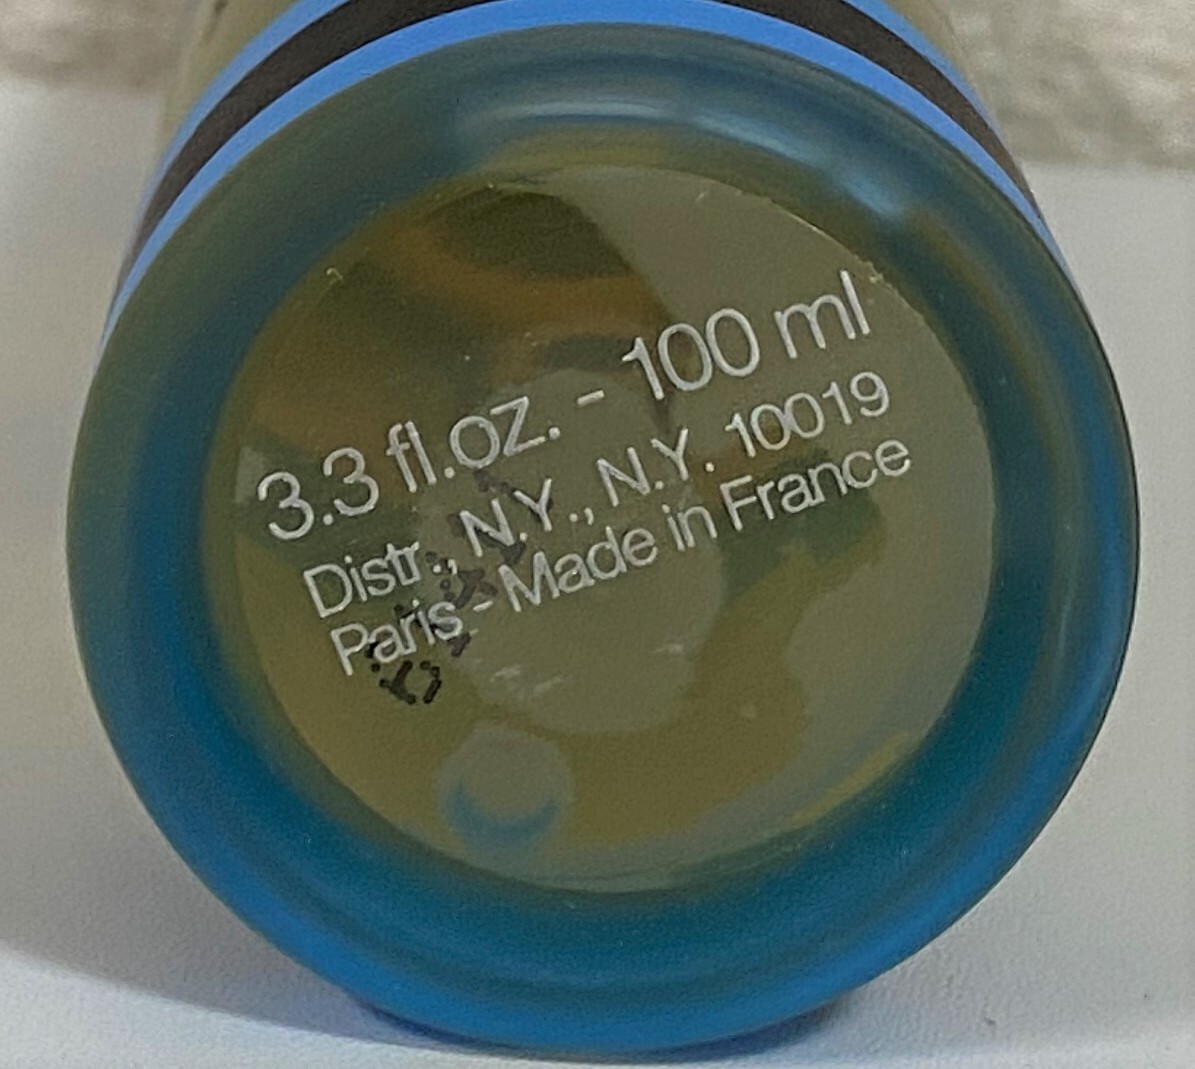 3.3 fl.oz. - 100 ml
Distr., N.Y., N.Y. 10019
Paris - Made in France